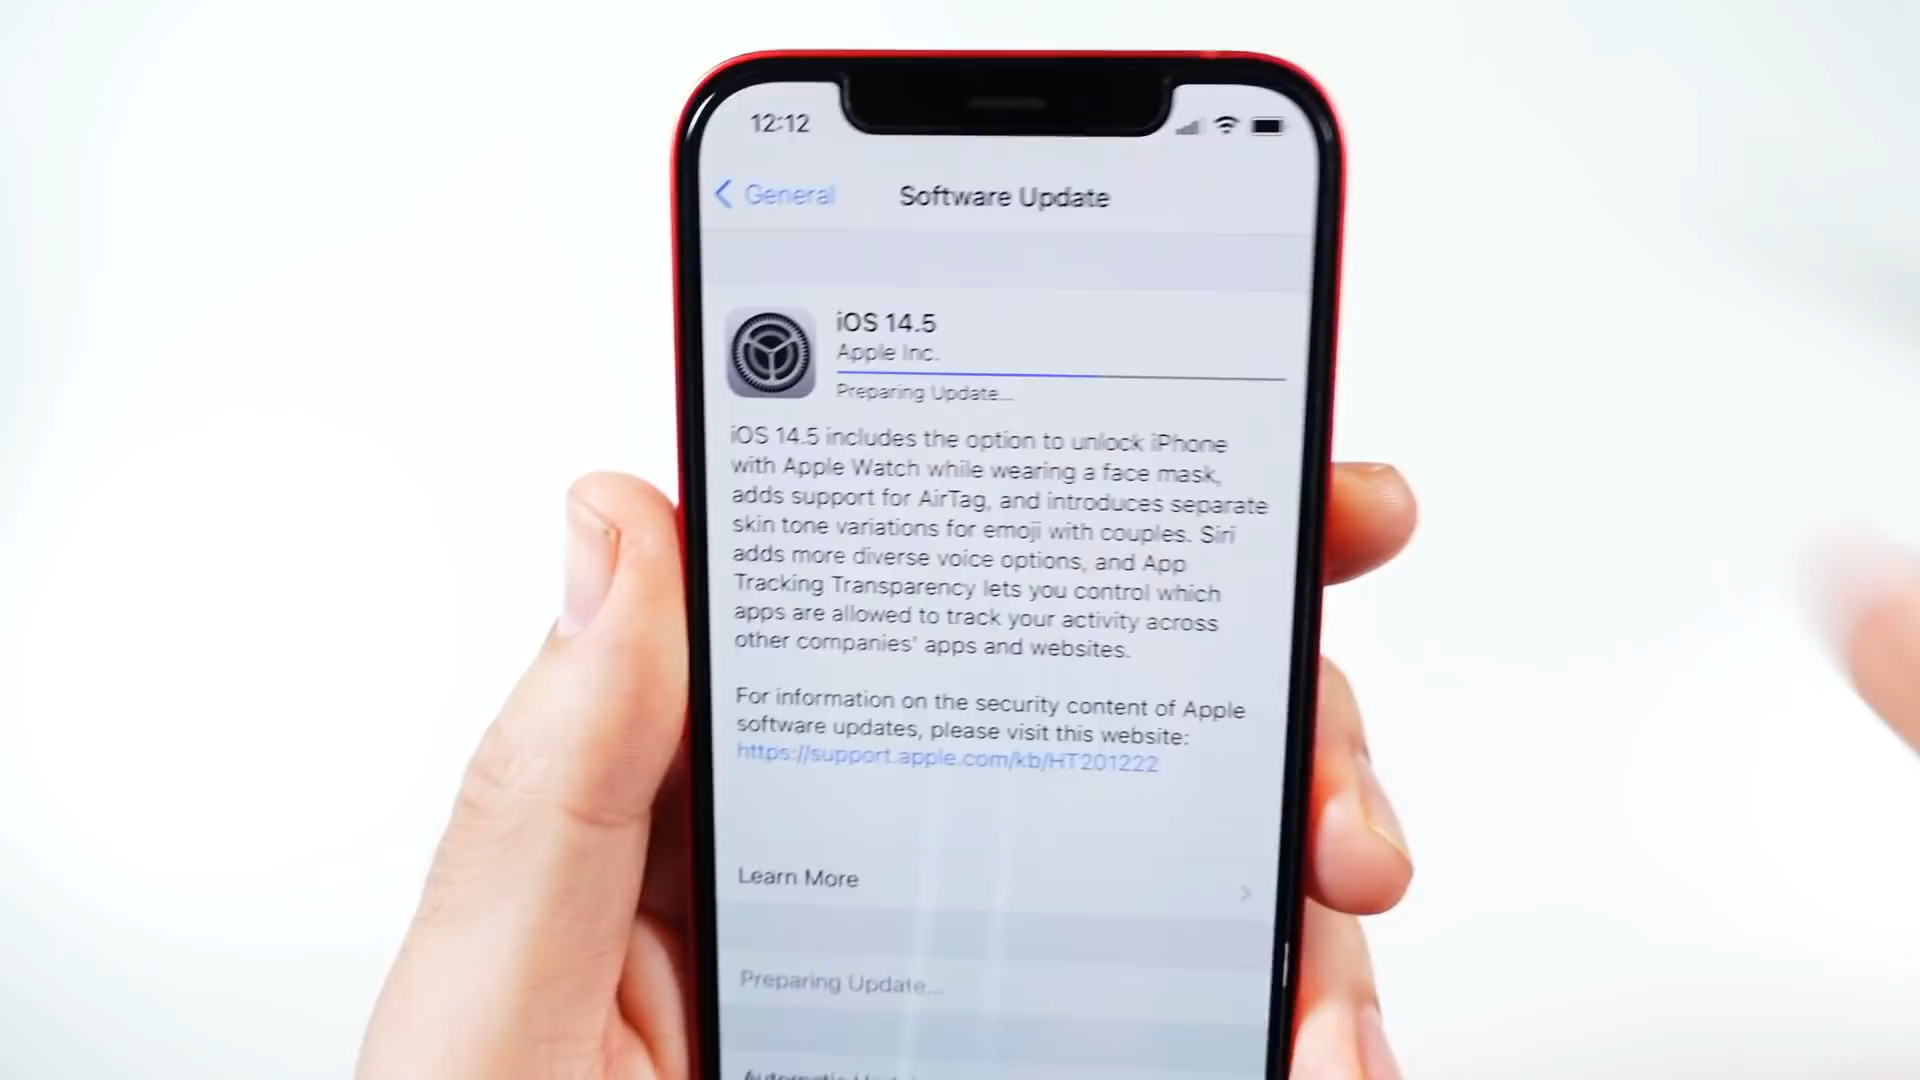 12:12
General
Software Update
iOS 14.5
Apple Inc.
Preparing Update...
iOS 14.5 includes the option to unlock iPhone
with Apple Watch while wearing a face mask,
adds support for AirTag, and introduces separate
skin tone variations for emoji with couples. Siri
adds more diverse voice options, and App
Tracking Transparency lets you control which
apps are allowed to track your activity across
other companies' apps and websites.
For information on the security content of Apple
software updates, please visit this website:
https://support.apple.com/kb/HT201222
Learn More
Preparing Update...